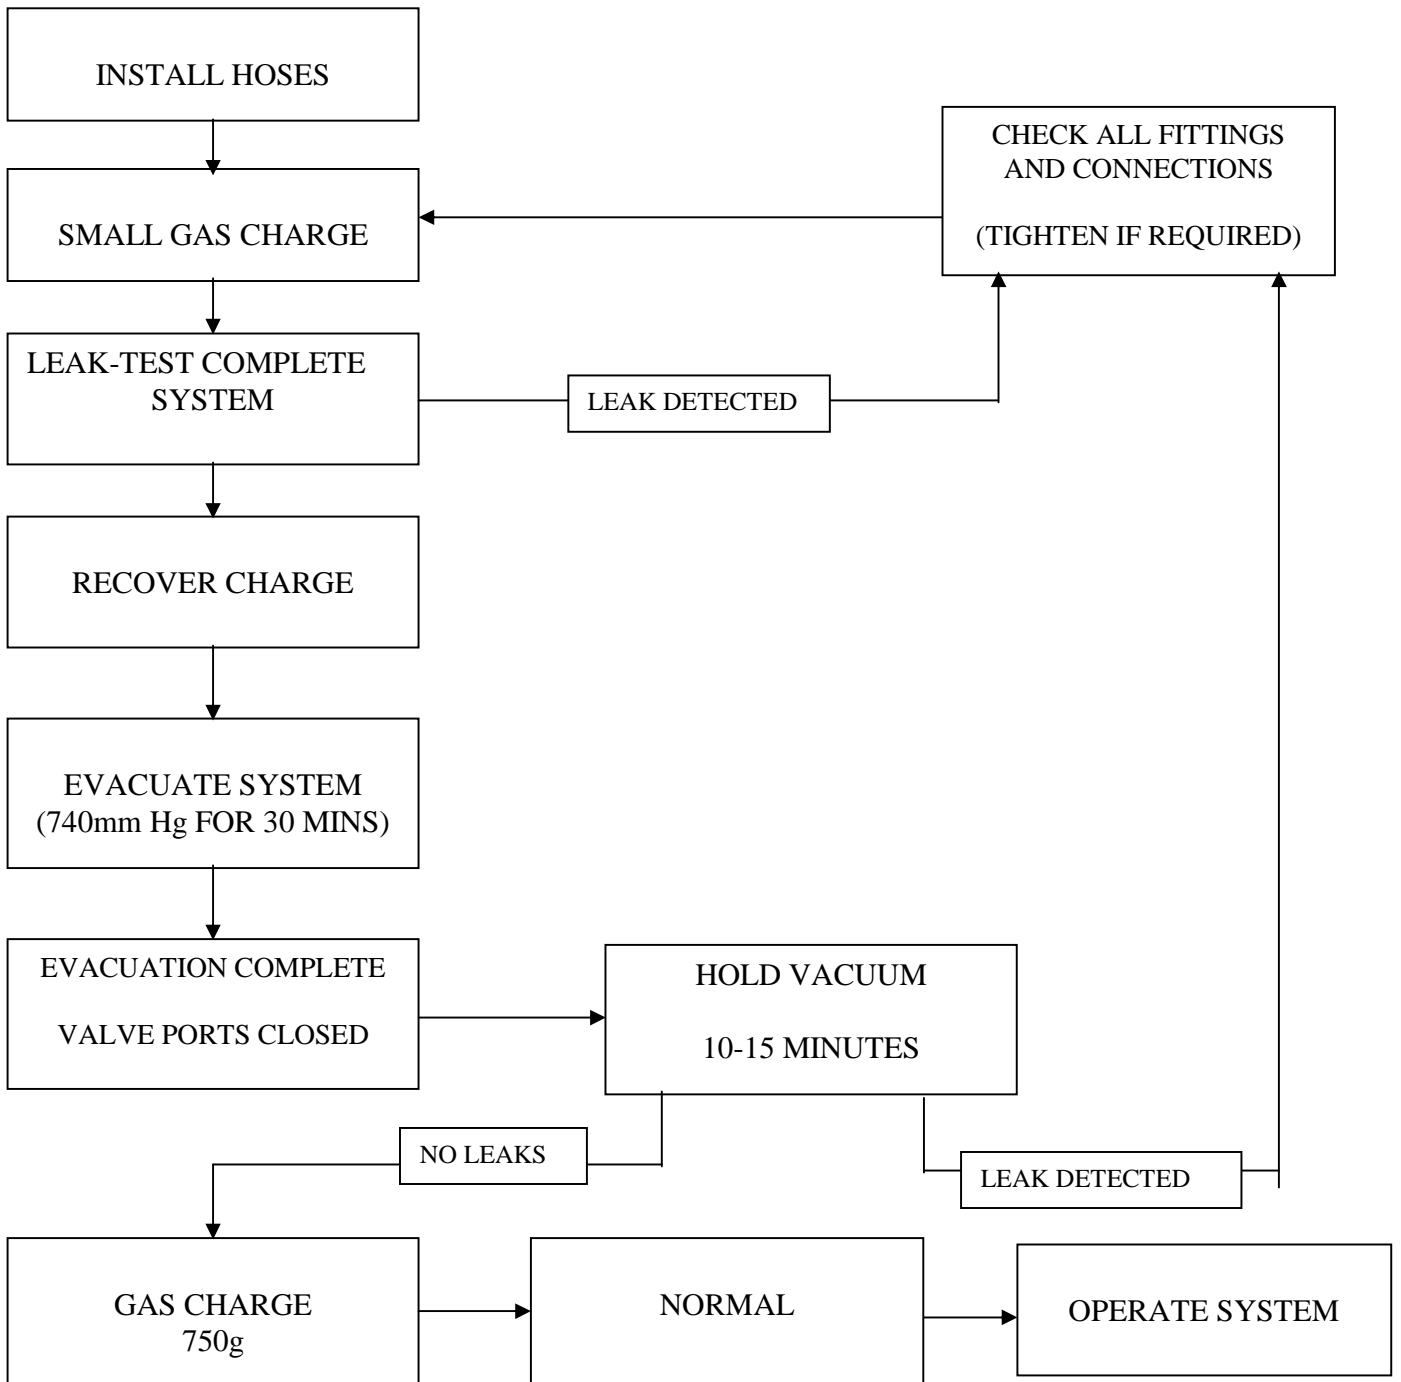 INSTALL HOSES
CHECK ALL FITTINGS
AND CONNECTIONS
(TIGHTEN IF REQUIRED)
SMALL GAS CHARGE
LEAK-TEST COMPLETE
SYSTEM
LEAK DETECTED
RECOVER CHARGE
EVACUATE SYSTEM
(740mm Hg FOR 30 MINS)
EVACUATION COMPLETE
VALVE PORTS CLOSED
HOLD VACUUM
10-15 MINUTES
NO LEAKS
LEAK DETECTED
GAS CHARGE
750g
NORMAL
OPERATE SYSTEM